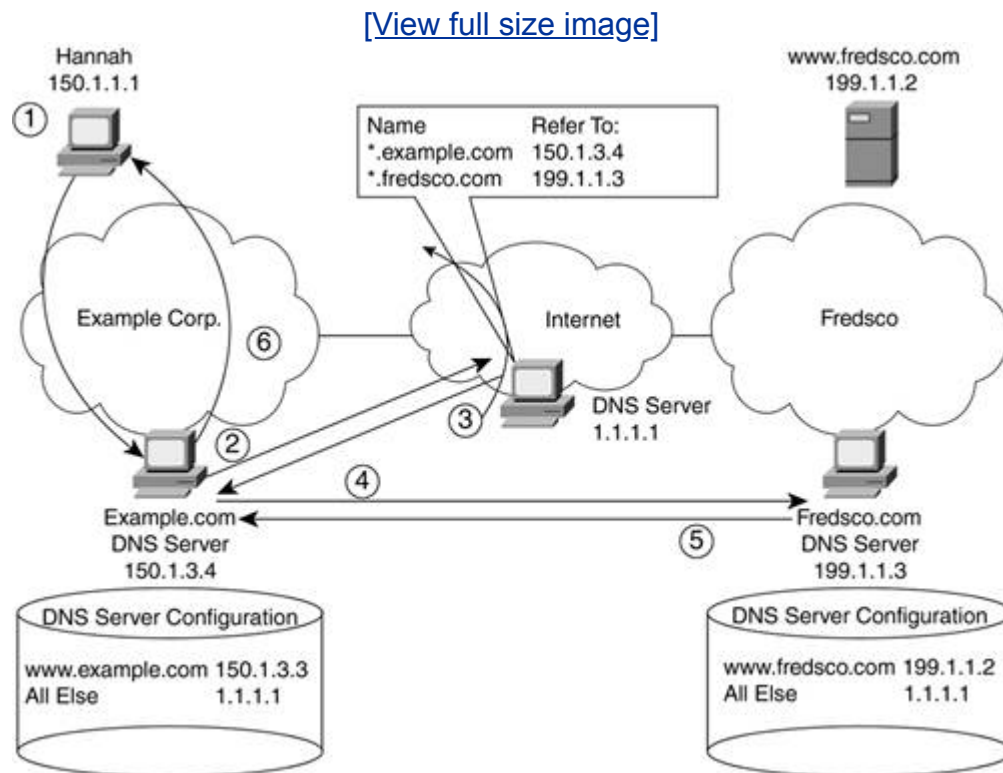 [View full size image]
Hannah
150.1.1.1
www.fredsco.com
199.1.1.2
1
Name Refer To:
*.example.com 150.1.3.4
*.fredsco.com 199.1.1.3
Example Corp.
Internet
Fredsco
6
DNS Server
1.1.1.1
3
2
4
5
Example.com
DNS Server
150.1.3.4
Fredsco.com
DNS Server
199.1.1.3
DNS Server Configuration
www.example.com 150.1.3.3
All Else 1.1.1.1
DNS Server Configuration
www.fredsco.com 199.1.1.2
All Else 1.1.1.1